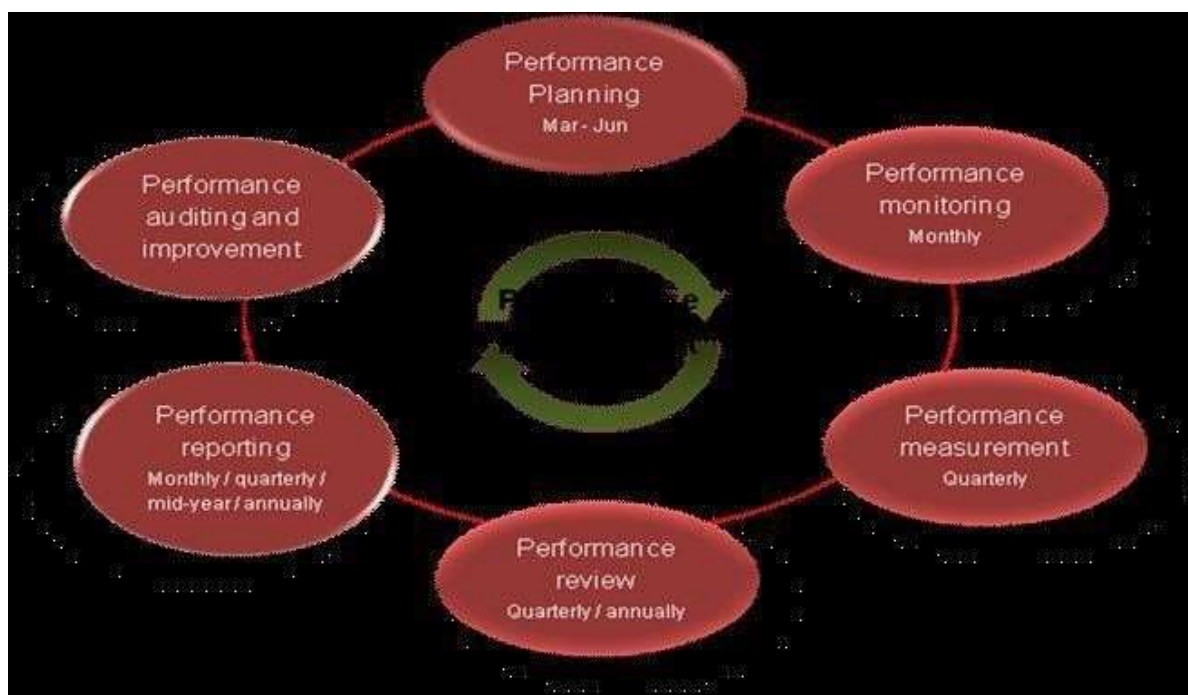 Performance
Planning
Mar - Jun
Performance
monitoring
Monthly
Performance
measurement
Quarterly
Performance
review
Quarterly / annually
Performance
reporting
Monthly / quarterly /
mid-year / annually
Performance
auditing and
improvement